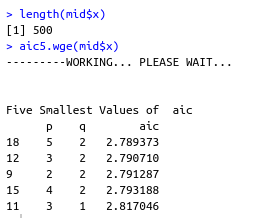 > length(mid$x)
[1] 500
> aic5.wge(mid$x)
---------WORKING... PLEASE WAIT...
Five Smallest Values of  aic
      p    q        aic
18    5    2   2.789373
12    3    2   2.790710
9     2    2   2.791287
15    4    2   2.793188
11    3    1   2.817046